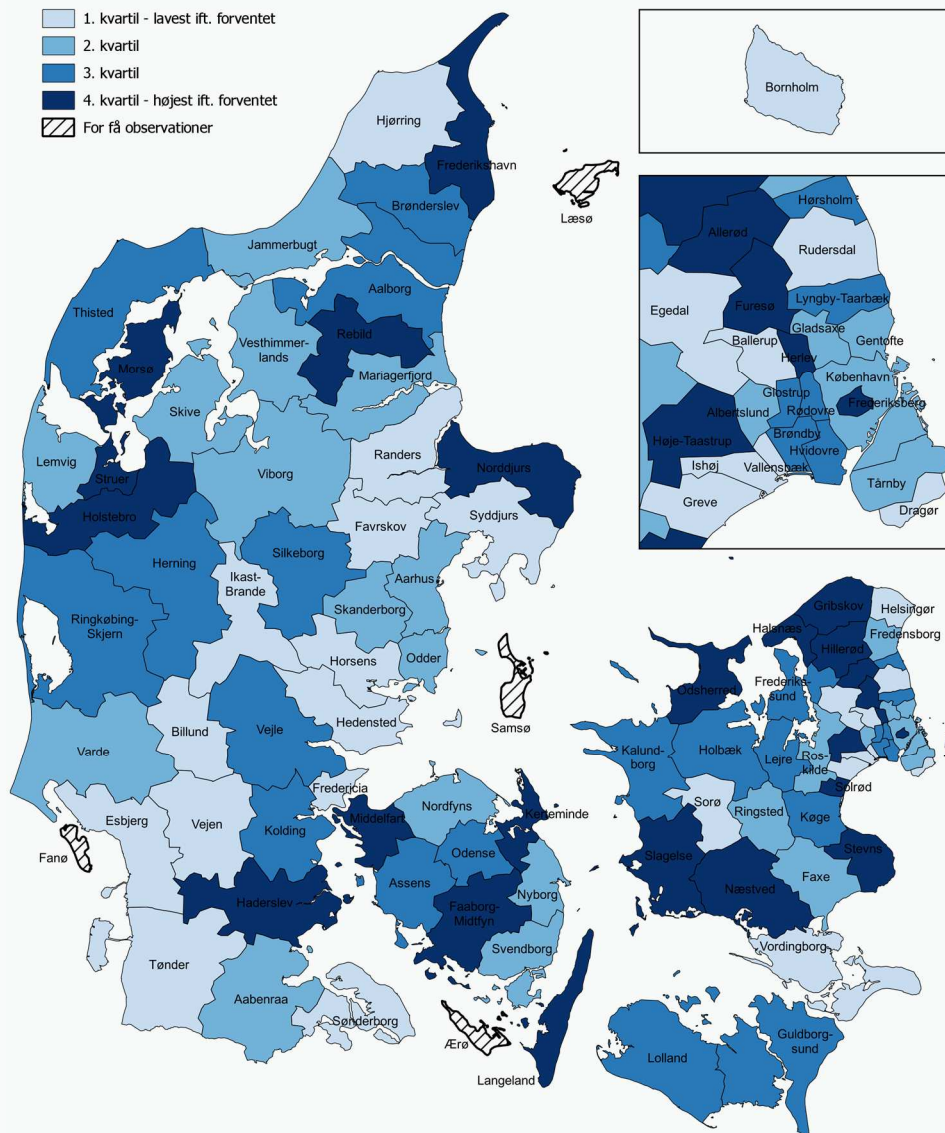 1. kvartil - lavest ift. forventet
2. kvartil
3. kvartil
4. kvartil - højest ift. forventet
For få observationer
Hjørring
Frederikshavn
Brønderslev
Læsø
Jammerbugt
Aalborg
Thisted
Vesthimmer-
lands
Rebild
Morsø
Mariagerfjord
Skive
Lemvig
Viborg
Randers
Norddjurs
Struer
Holstebro
Favrskov
Syddjurs
Herning
Silkeborg
Ikast-
Brande
Aarhus
Skanderborg
Ringkøbing-
Skjern
Odder
Horsens
Samsø
Hedensted
Billund
Vejle
Varde
Fredericia
Esbjerg
Vejen
Kolding
Fanø
Middelfart
Nordfyns
Kerteminde
Odense
Assens
Nyborg
Faaborg-
Midtfyn
Haderslev
Svendborg
Tønder
Aabenraa
Sønderborg
Ærø
Langeland
Bornholm
Hørsholm
Allerød
Rudersdal
Egedal
Furesø
Lyngby-Taarbæk
Gladsaxe
Ballerup
Gentofte
Herlev
København
Glostrup
Frederiksberg
Albertslund
Rødovre
Høje-Taastrup
Brøndby
Hvidovre
Ishøj
Vallensbæk
Greve
Tårnby
Dragør
Gribskov
Helsingør
Halsnæs
Fredensborg
Hillerød
Odsherred
Frederiks-
sund
Kalund-
borg
Holbæk
Lejre
Ros-
kilde
Solrød
Sorø
Ringsted
Køge
Stevns
Slagelse
Næstved
Faxe
Vordingborg
Guldborg-
sund
Lolland